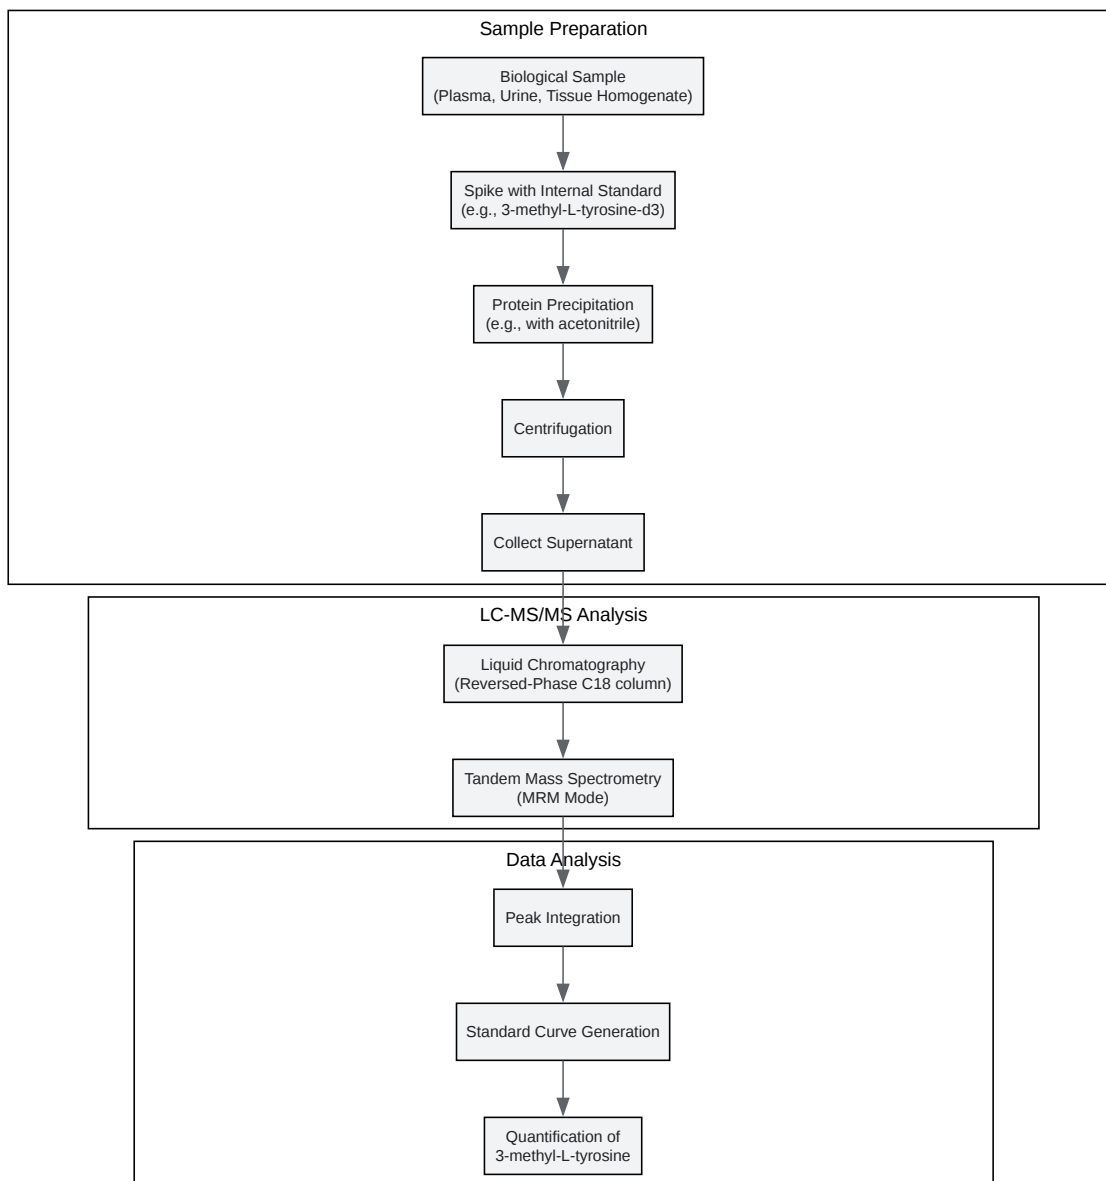 Sample Preparation
Biological Sample
(Plasma, Urine, Tissue Homogenate)
Spike with Internal Standard
(e.g., 3-methyl-L-tyrosine-d3)
Protein Precipitation
(e.g., with acetonitrile)
Centrifugation
Collect Supernatant
LC-MS/MS Analysis
Liquid Chromatography
(Reversed-Phase C18 column)
Tandem Mass Spectrometry
(MRM Mode)
Data Analysis
Peak Integration
Standard Curve Generation
Quantification of
3-methyl-L-tyrosine